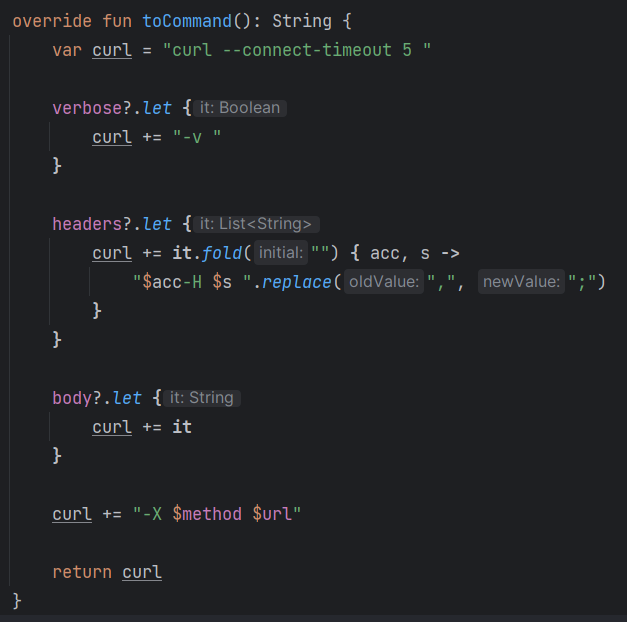 override fun toCommand(): String {
var curl = "curl --connect-timeout 5 "
verbose?.let { it: Boolean
curl += "-v "
}
headers?.let { it: List<String>
curl += it.fold( initial: "") { acc, s ->
"$acc-H $s ".replace( oldValue: ",", newValue: ";")
}
}
body?.let { it: String
curl += it
}
curl += "-X $method $url"
return curl
}